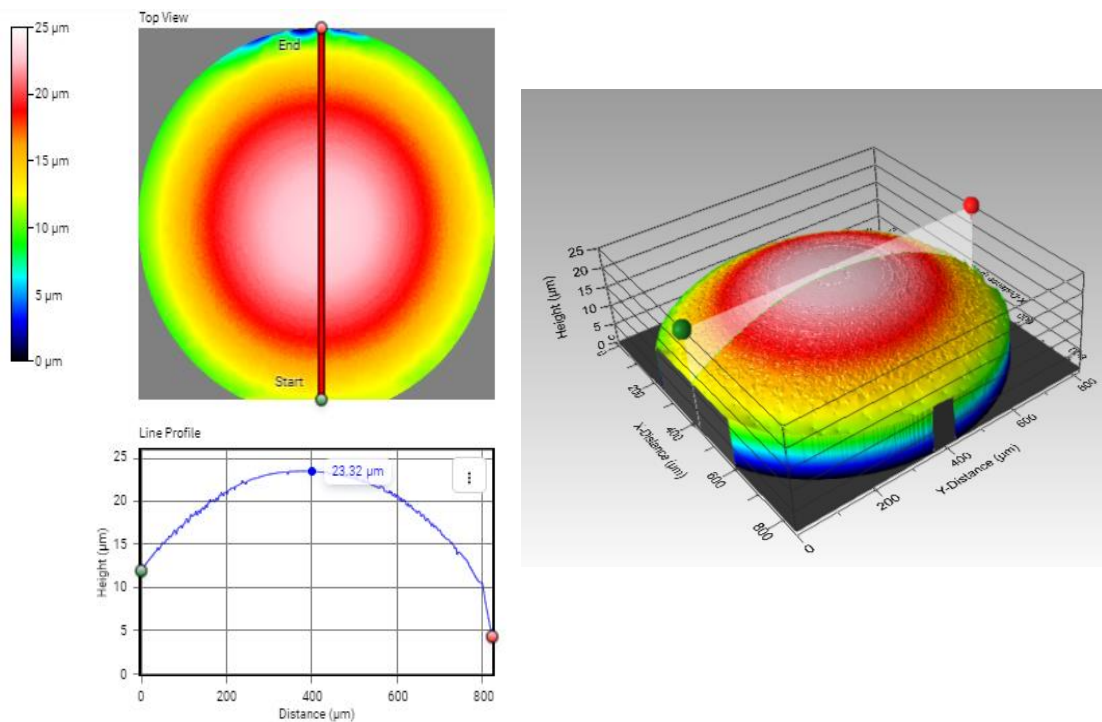 Top View
25 μm
20 μm
15 μm
10 μm
5 μm
0 μm
End
Start
Line Profile
25
20
15
10
5
0
Height (μm)
23.32 μm
0
200
400
600
800
Distance (μm)
Height (μm)
25
20
15
10
5
0
0
200
400
600
800
X-Distance (μm)
0
200
400
600
800
Y-Distance (μm)